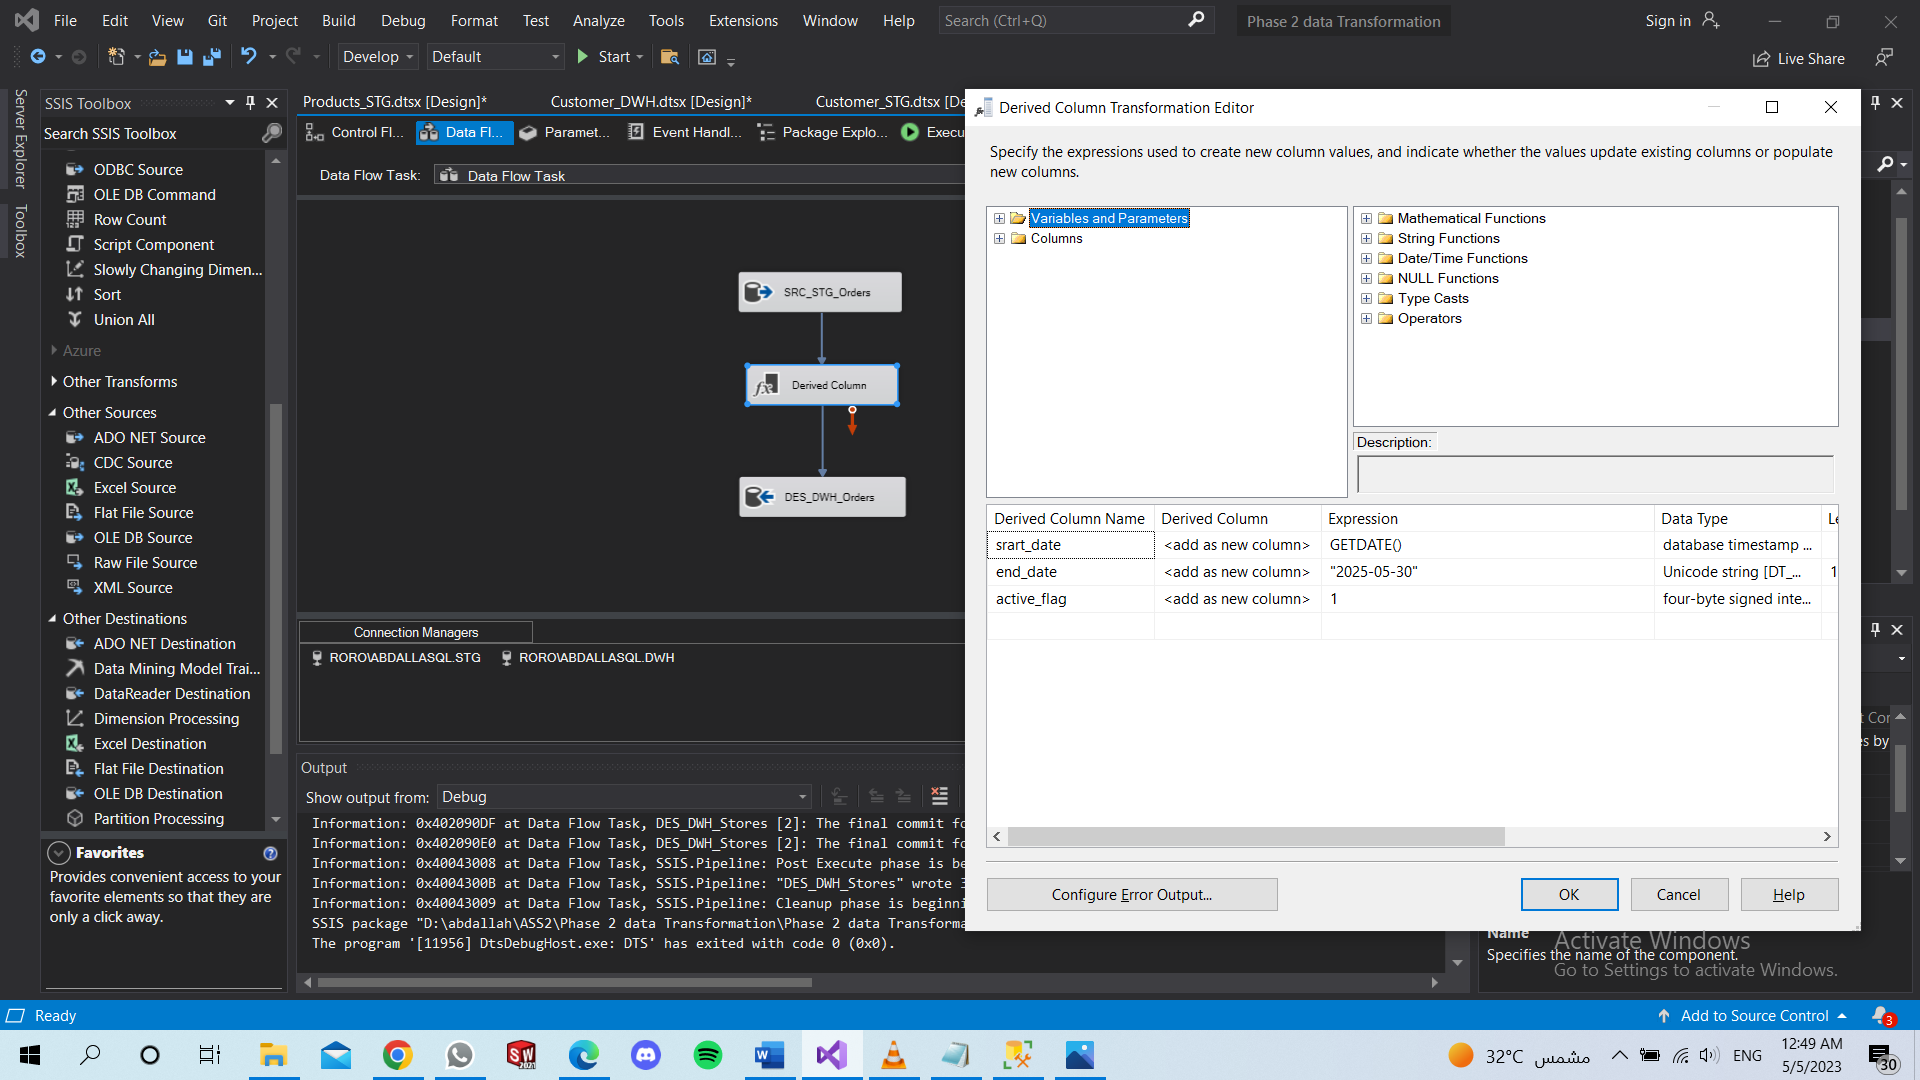 File Edit View Git Project Build Debug Format Test Analyze Tools Extensions Window Help Search (Ctrl+Q) Phase 2 data Transformation Sign in
Develop Default Start Live Share
Server Explorer
Toolbox
SSIS Toolbox
Search SSIS Toolbox
ODBC Source
OLE DB Command
Row Count
Script Component
Slowly Changing Dimen...
Sort
Union All
Azure
Other Transforms
Other Sources
ADO NET Source
CDC Source
Excel Source
Flat File Source
OLE DB Source
Raw File Source
XML Source
Other Destinations
ADO NET Destination
Data Mining Model Trai...
DataReader Destination
Dimension Processing
Excel Destination
Flat File Destination
OLE DB Destination
Partition Processing
Favorites
Provides convenient access to your
favorite elements so that they are
only a click away.
Products_STG.dtsx [Design]* Customer_DWH.dtsx [Design]* Customer_STG.dtsx [De
Control Fl... Data Fl... Paramet... Event Handl... Package Explo... Execu
Data Flow Task: Data Flow Task
SRC_STG_Orders
Derived Column
DES_DWH_Orders
Connection Managers
RORO\ABDALLASQL.STG RORO\ABDALLASQL.DWH
Output
Show output from: Debug
Information: 0x402090DF at Data Flow Task, DES_DWH_Stores [2]: The final commit fo
Information: 0x402090E0 at Data Flow Task, DES_DWH_Stores [2]: The final commit fo
Information: 0x40043008 at Data Flow Task, SSIS.Pipeline: Post Execute phase is be
Information: 0x4004300B at Data Flow Task, SSIS.Pipeline: "DES_DWH_Stores" wrote 3
Information: 0x40043009 at Data Flow Task, SSIS.Pipeline: Cleanup phase is beginni
SSIS package "D:\abdallah\ASS2\Phase 2 data Transformation\Phase 2 data Transforma
The program '[11956] DtsDebugHost.exe: DTS' has exited with code 0 (0x0).
Derived Column Transformation Editor
Specify the expressions used to create new column values, and indicate whether the values update existing columns or populate
new columns.
Variables and Parameters
Columns
Mathematical Functions
String Functions
Date/Time Functions
NULL Functions
Type Casts
Operators
Description:
Derived Column Name Derived Column Expression Data Type Le
srart_date <add as new column> GETDATE() database timestamp ...
end_date <add as new column> "2025-05-30" Unicode string [DT_... 1
active_flag <add as new column> 1 four-byte signed inte...
Configure Error Output... OK Cancel Help
t Cor
es by
Name
Specifies the name of the component.
Activate Windows
Go to Settings to activate Windows.
Ready Add to Source Control 3
32°C مشمس ENG 12:49 AM
5/5/2023 30